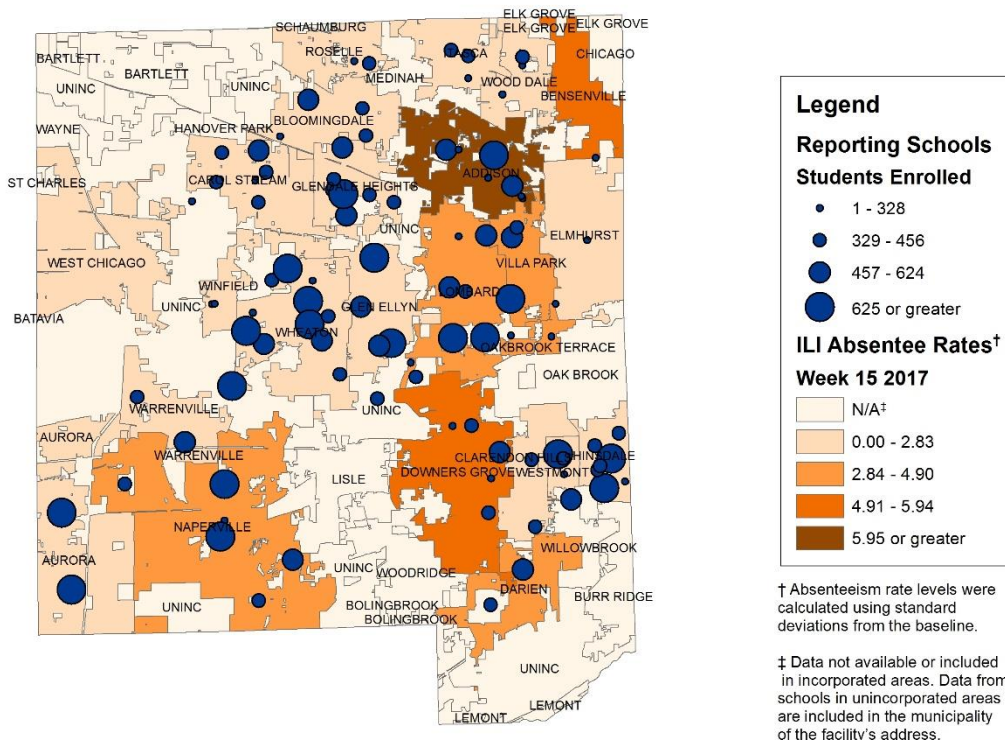 ELK GROVE
SCHAUMBURG
ELK GROVE
ELK GROVE
ROSELLE
ITASCA
CHICAGO
BARTLETT
BARTLETT
MEDINAH
UNINC
UNINC
WOOD DALE
BENSENVILLE
BLOOMINGDALE
WAYNE
HANOVER PARK
ADDISON
ST CHARLES
CAROL STREAM
GLENDALE HEIGHTS
UNINC
ELMHURST
WEST CHICAGO
VILLA PARK
WINFIELD
LOMBARD
UNINC
GLEN ELLYN
BATAVIA
WHEATON
OAKBROOK TERRACE
OAK BROOK
WARRENVILLE
UNINC
AURORA
WARRENVILLE
CLARENDON HILLS
HINSDALE
DOWNERS GROVE
WESTMONT
LISLE
NAPERVILLE
WILLOWBROOK
AURORA
UNINC
WOODRIDGE
DARIEN
UNINC
BOLINGBROOK
BURR RIDGE
BOLINGBROOK
UNINC
LEMONT
LEMONT
Legend
Reporting Schools
Students Enrolled
1 - 328
329 - 456
457 - 624
625 or greater
ILI Absentee Rates†
Week 15 2017
N/A‡
0.00 - 2.83
2.84 - 4.90
4.91 - 5.94
5.95 or greater
† Absenteeism rate levels were
calculated using standard
deviations from the baseline.
‡ Data not available or included
in incorporated areas. Data from
schools in unincorporated areas
are included in the municipality
of the facility's address.